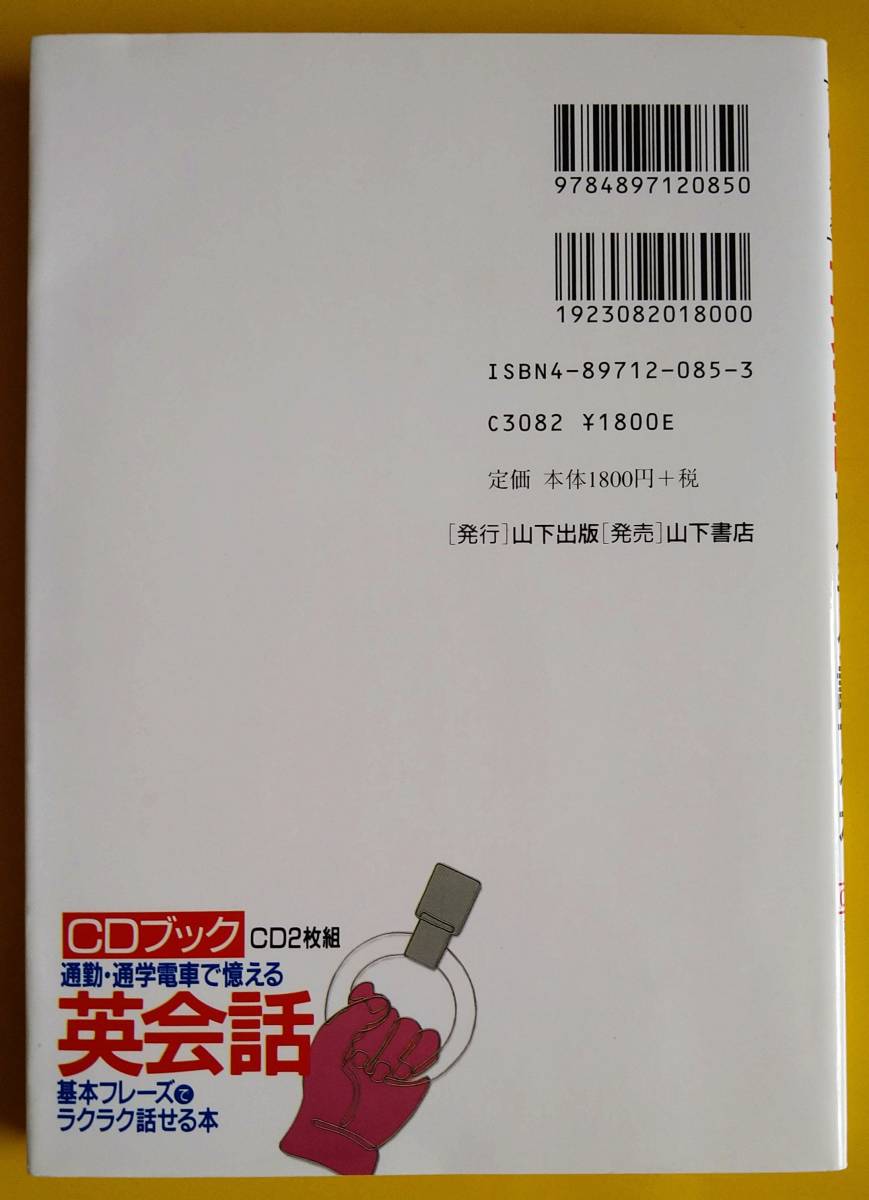 9784897120850
1923082018000
ISBN4-89712-085-3
C3082 ¥1800E
定価 本体1800円+税
[発行]山下出版[発売]山下書店
CDブック CD2枚組
通勤・通学電車で憶える
英会話
基本フレーズで
ラクラク話せる本